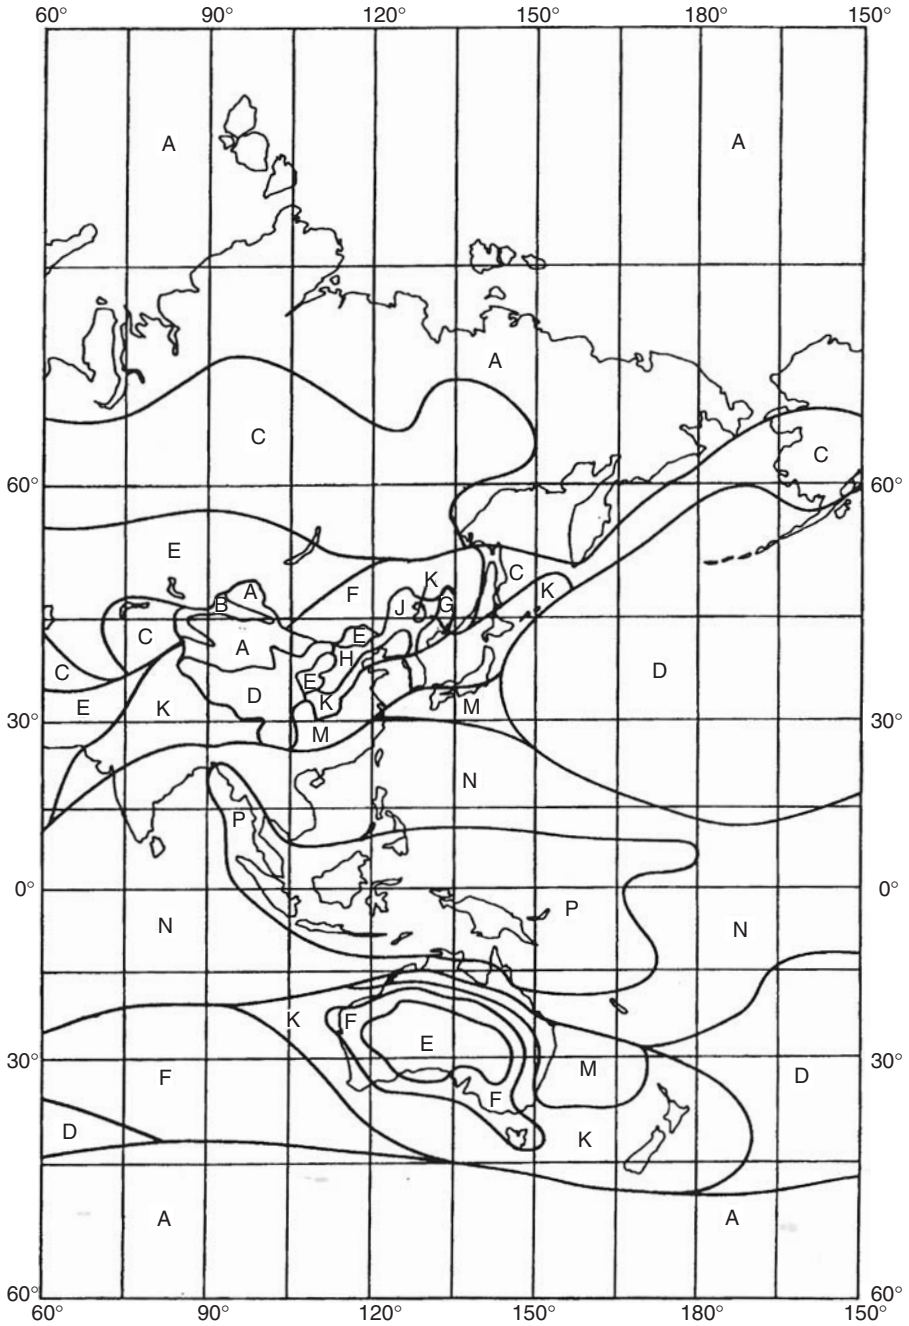 60° 90° 120° 150° 180° 150°
A A
A
C C
60° 60°
E
K C
A K
B F J G
C E
A H
C D
E
E K D K M
30° 30°
M
N
P
0° 0°
P
N N
K F
E
30° 30°
M
F D
F
D K
A A
60° 60°
60° 90° 120° 150° 180° 150°